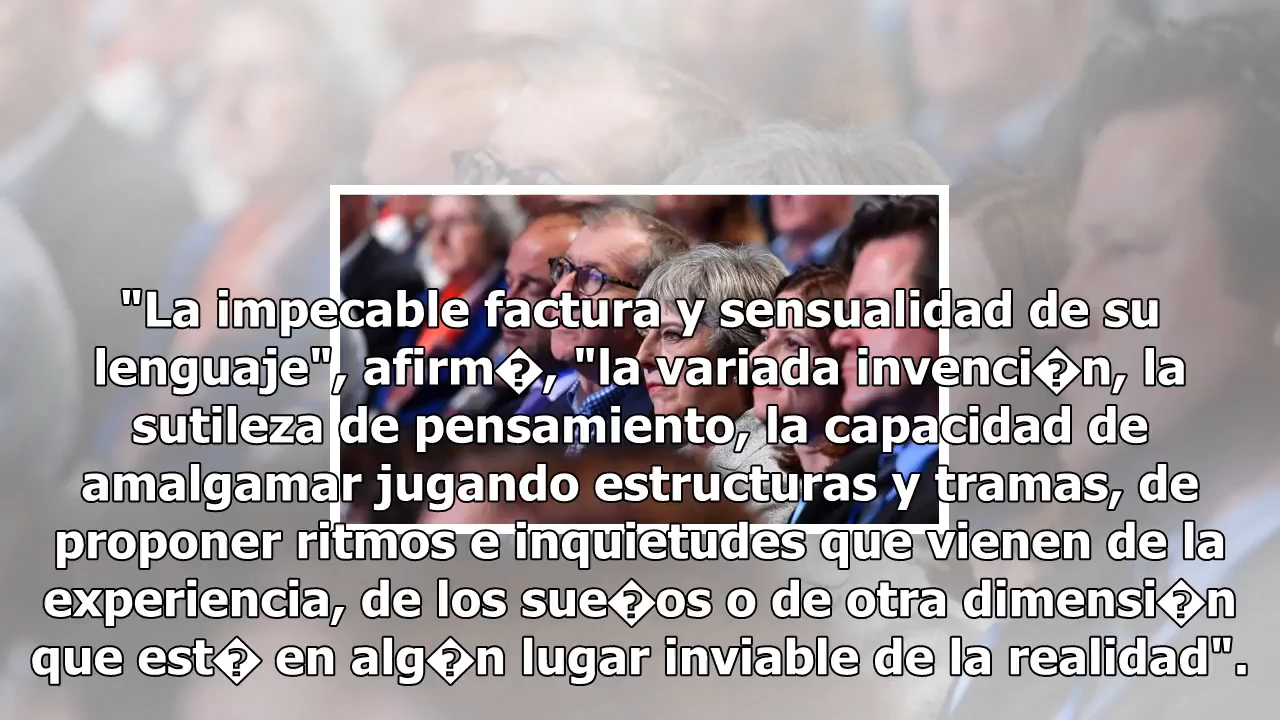 "La impecable factura y sensualidad de su
lenguaje", afirm�, "la variada invenci�n, la
sutileza de pensamiento, la capacidad de
amalgamar jugando estructuras y tramas, de
proponer ritmos e inquietudes que vienen de la
experiencia, de los sue�os o de otra dimensi�n
que est� en alg�n lugar inviable de la realidad".